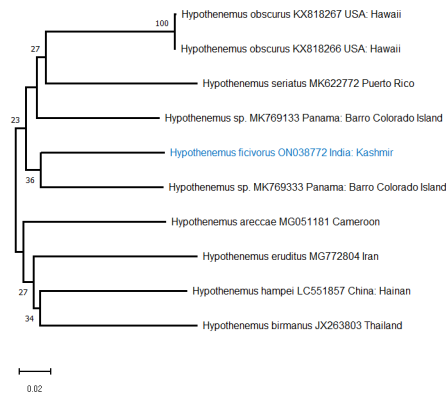 Hypothenemus obscurus KX818267 USA: Hawaii
100
Hypothenemus obscurus KX818266 USA: Hawaii
27
Hypothenemus seriatus MK622772 Puerto Rico
Hypothenemus sp. MK769133 Panama: Barro Colorado Island
23
Hypothenemus ficivorus ON038772 India: Kashmir
36
Hypothenemus sp. MK769333 Panama: Barro Colorado Island
Hypothenemus areccae MG051181 Cameroon
Hypothenemus eruditus MG772804 Iran
27
Hypothenemus hampei LC551857 China: Hainan
34
Hypothenemus birmanus JX263803 Thailand
0.02